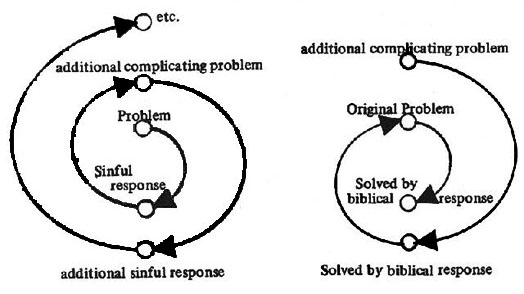 etc.
additional complicating problem
Problem
Sinful
response
additional sinful response
additional complicating problem
Original Problem
Solved by
biblical response
Solved by biblical response